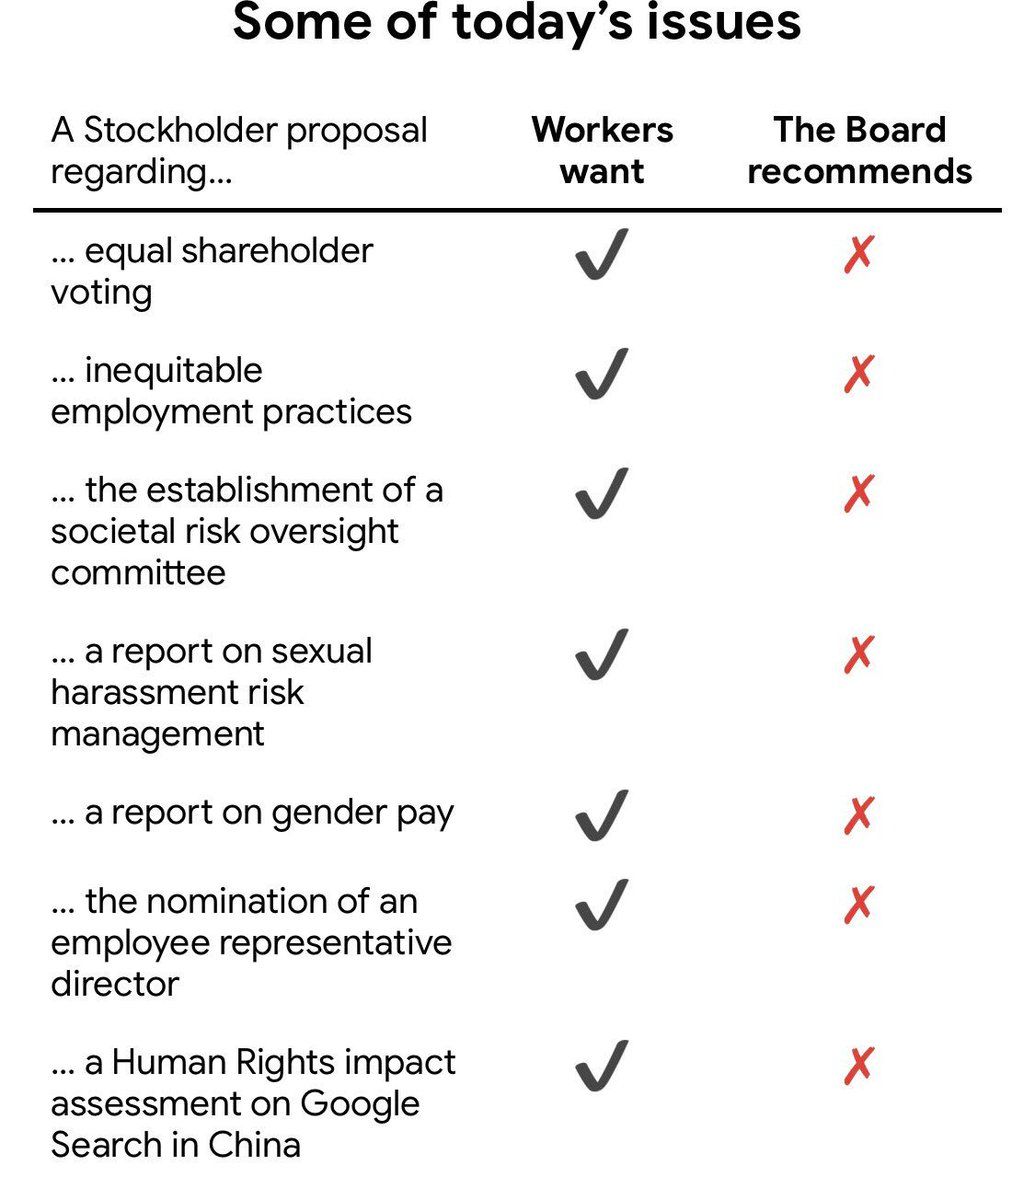 Some of today’s issues
A Stockholder proposal regarding...
Workers want
The Board recommends
... equal shareholder
voting
✔ ✗
... inequitable
employment practices
✔ ✗
... the establishment of a
societal risk oversight
committee
✔ ✗
... a report on sexual
harassment risk
management
✔ ✗
... a report on gender pay
✔ ✗
... the nomination of an
employee representative
director
✔ ✗
... a Human Rights impact
assessment on Google
Search in China
✔ ✗